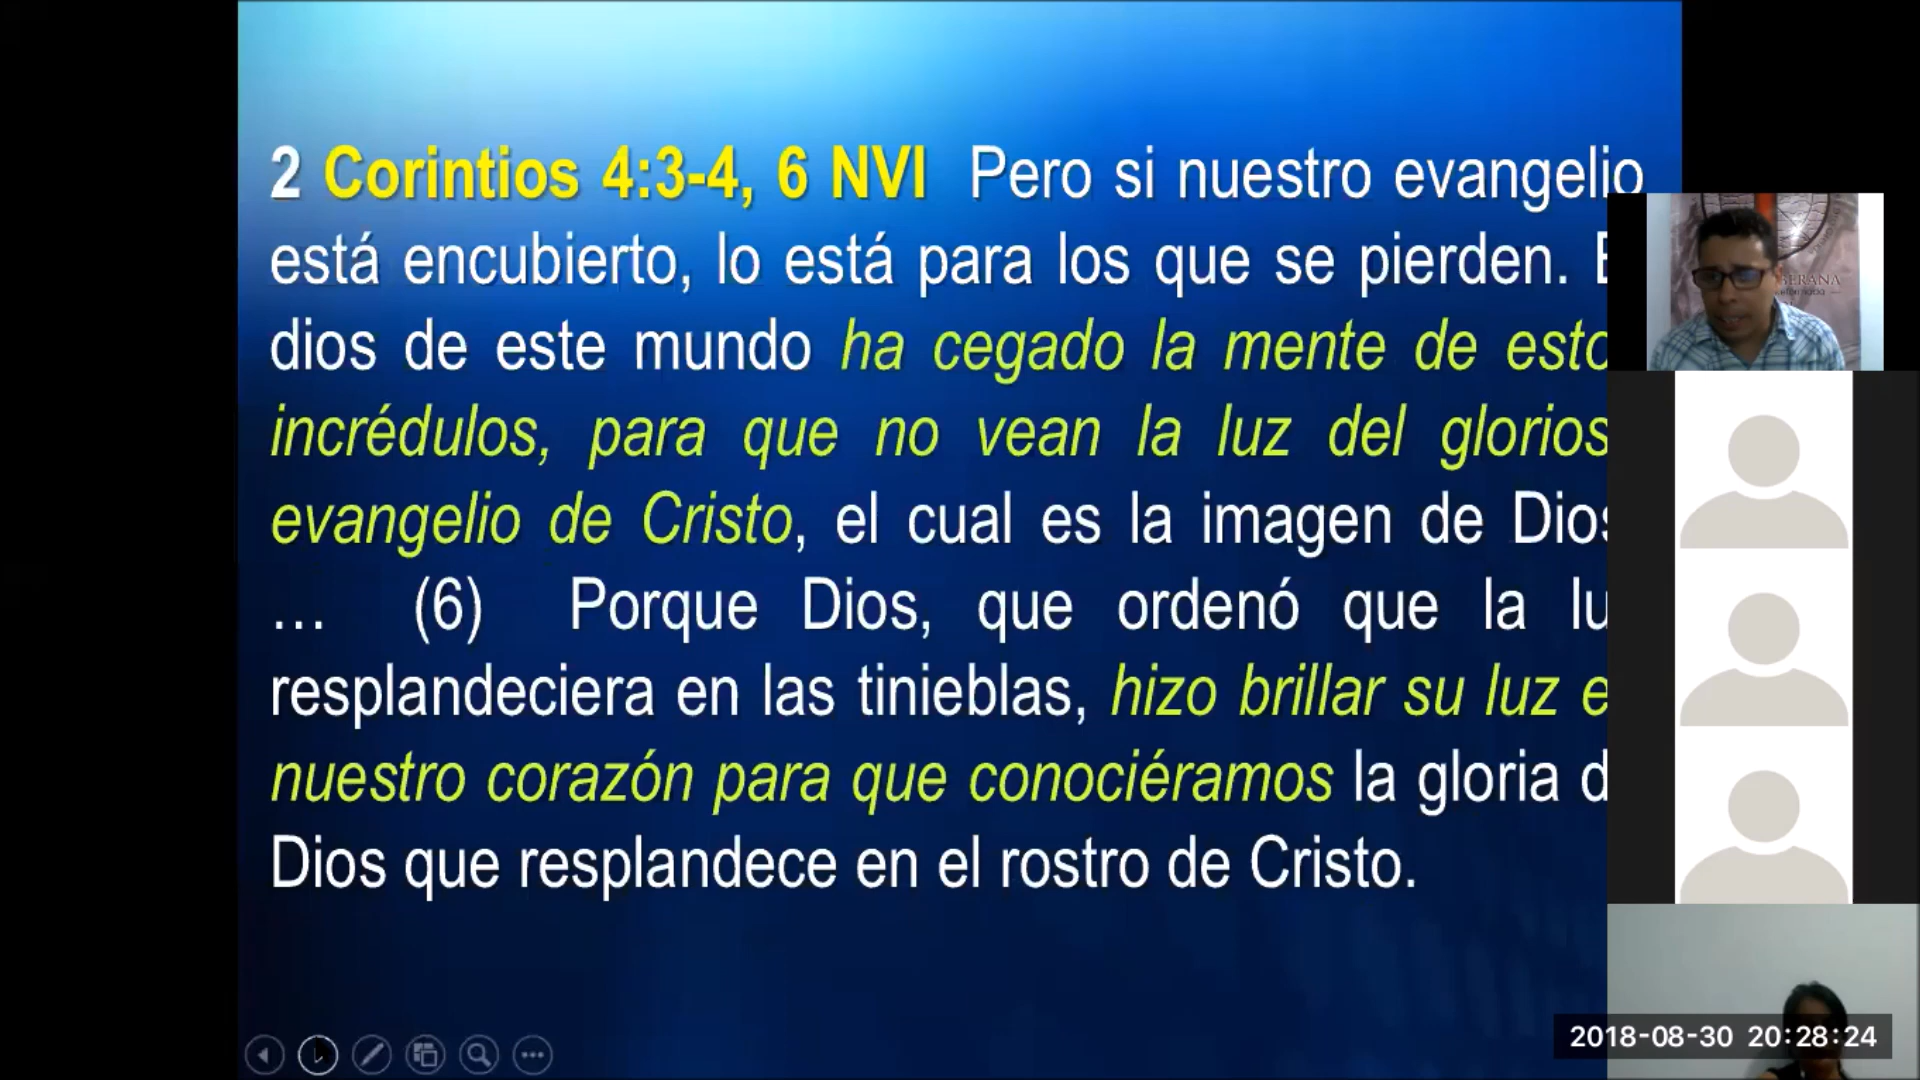 2 Corintios 4:3-4, 6 NVI Pero si nuestro evangelio
está encubierto, lo está para los que se pierden.
dios de este mundo ha cegado la mente de
incrédulos, para que no vean la luz del
evangelio de Cristo, el cual es la imagen de
… (6) Porque Dios, que ordenó que la
resplandeciera en las tinieblas, hizo brillar su luz
nuestro corazón para que conociéramos la gloria
Dios que resplandece en el rostro de Cristo.
2018-08-30 20:28:24